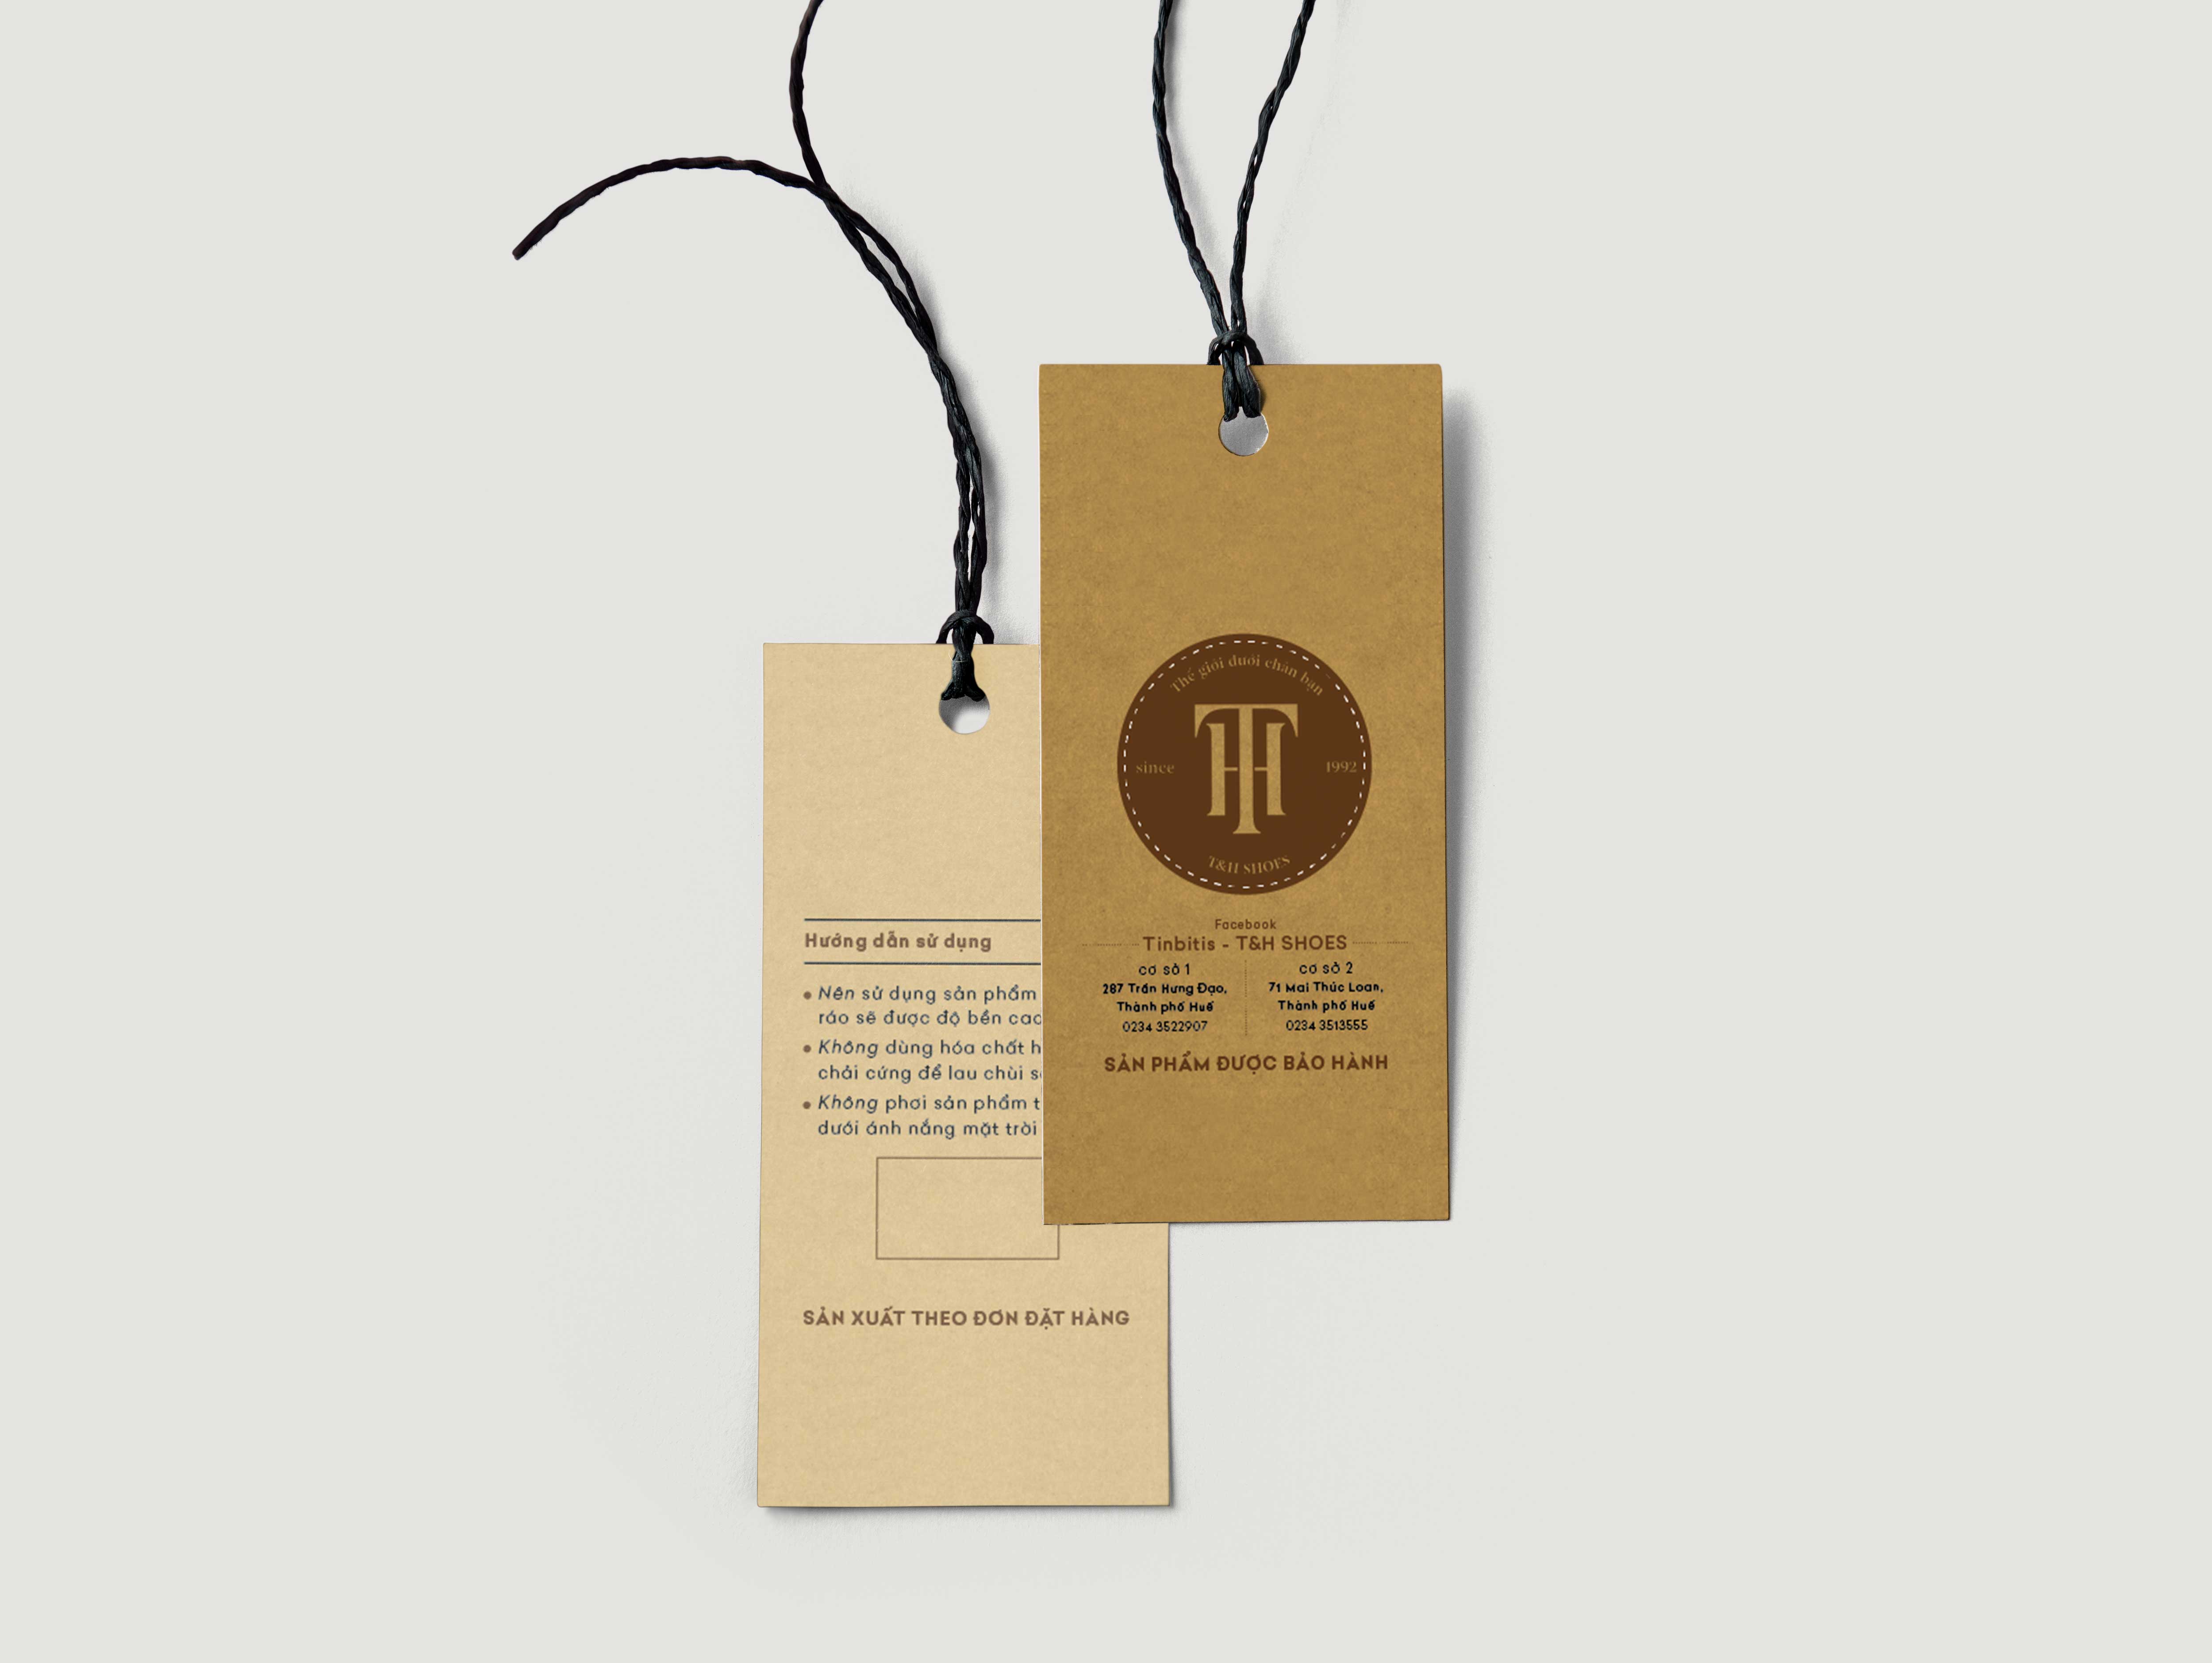 Hướng dẫn sử dụng
Nên sử dụng sản phẩm
ráo sẽ được độ bền cao
Không dùng hóa chất h
chải cứng để lau chùi
Không phơi sản phẩm t
dưới ánh nắng mặt trời
SẢN XUẤT THEO ĐƠN ĐẶT HÀNG
Thế giới dưới chân bạn
TH
since 1992
T&H SHOES
Facebook
Tinbitis - T&H SHOES
cơ sở 1
287 Trần Hưng Đạo,
Thành phố Huế
0234 3522907
cơ sở 2
71 Mai Thúc Loan,
Thành phố Huế
0234 3513555
SẢN PHẨM ĐƯỢC BẢO HÀNH